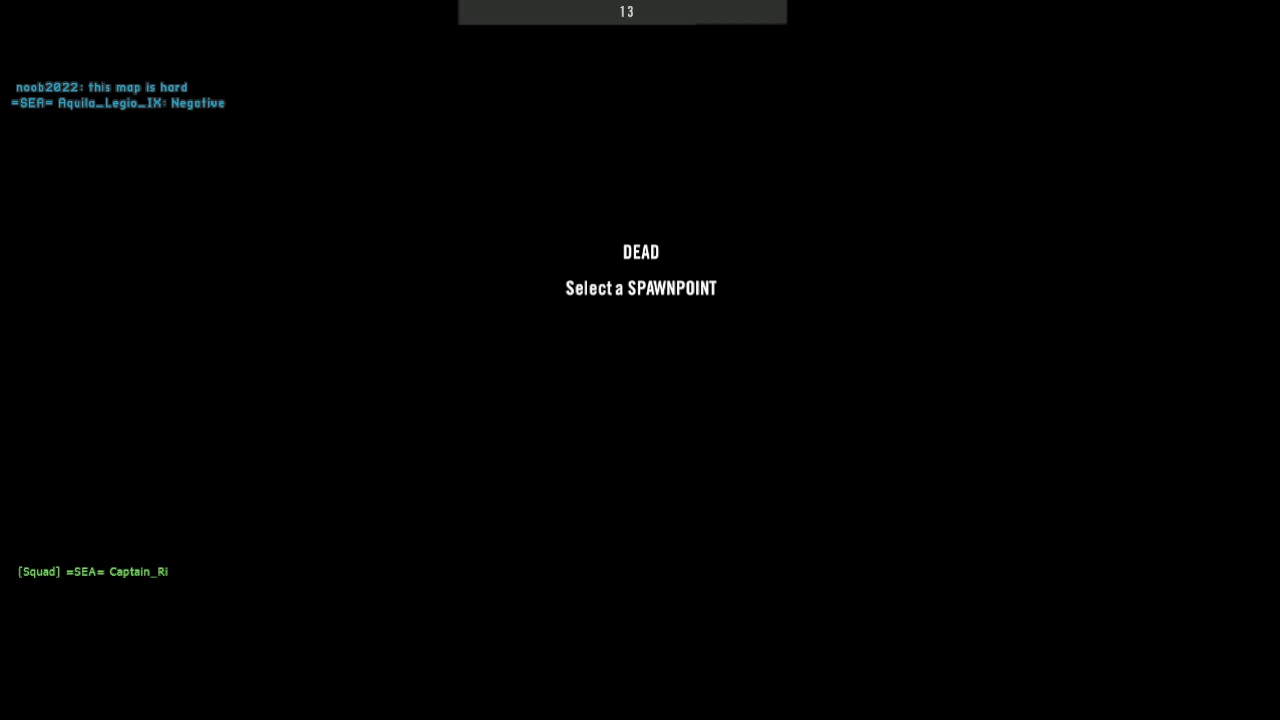 13
noob2022: this map is hard
=SEA= Aquila_Legio_IX: Negative
DEAD
Select a SPAWNPOINT
[Squad] =SEA= Captain_Ri